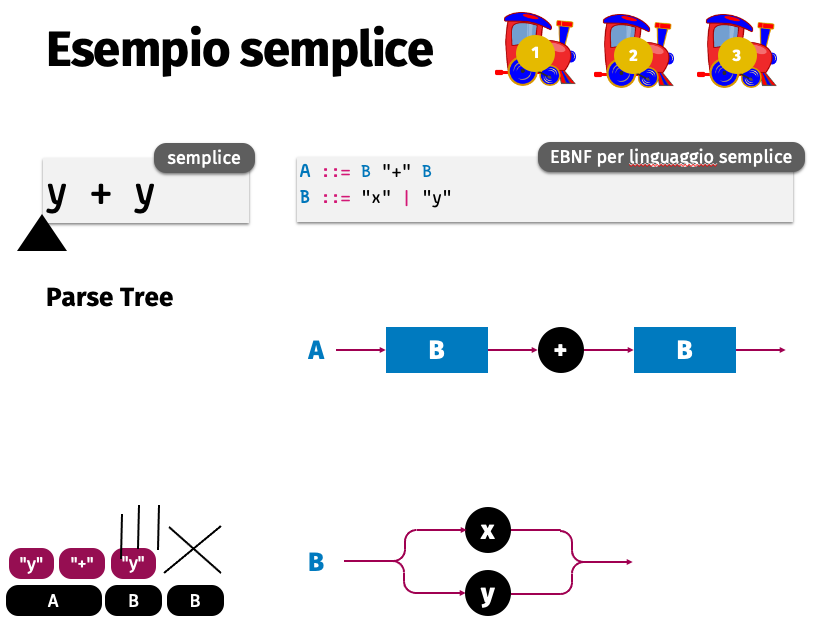 Esempio semplice
1
2
3
semplice
y + y
EBNF per linguaggio semplice
A ::= B "+" B
B ::= "x" | "y"
Parse Tree
A B + B
B x
y
"y" "+" "y"
A B B